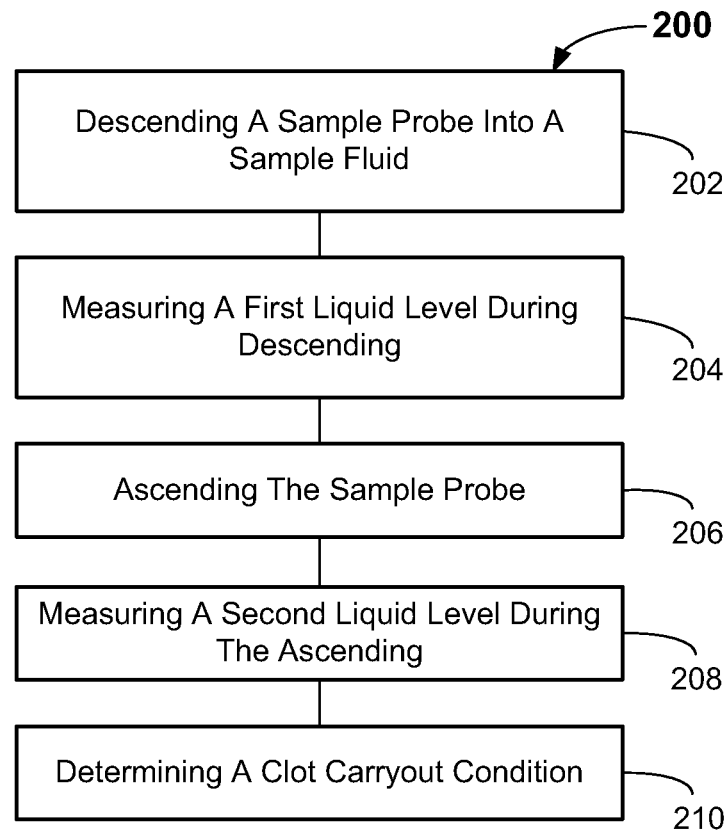 200
Descending A Sample Probe Into A
Sample Fluid
202
Measuring A First Liquid Level During
Descending
204
Ascending The Sample Probe
206
Measuring A Second Liquid Level During
The Ascending
208
Determining A Clot Carryout Condition
210